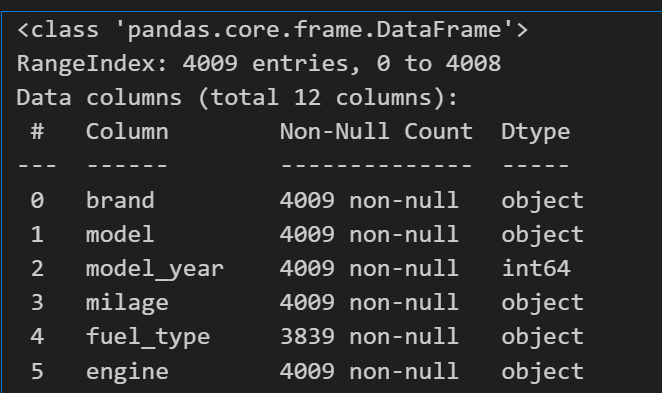 <class 'pandas.core.frame.DataFrame'>
RangeIndex: 4009 entries, 0 to 4008
Data columns (total 12 columns):
 #   Column        Non-Null Count  Dtype
---  ------        --------------  -----
 0   brand         4009 non-null   object
 1   model         4009 non-null   object
 2   model_year    4009 non-null   int64
 3   milage        4009 non-null   object
 4   fuel_type     3839 non-null   object
 5   engine        4009 non-null   object